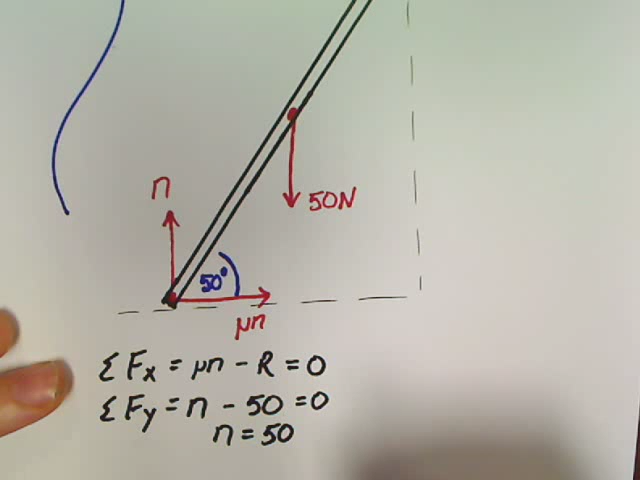 n
50N
50°
μn
ΣFx = μn - R = 0
ΣFy = n - 50 = 0
n = 50